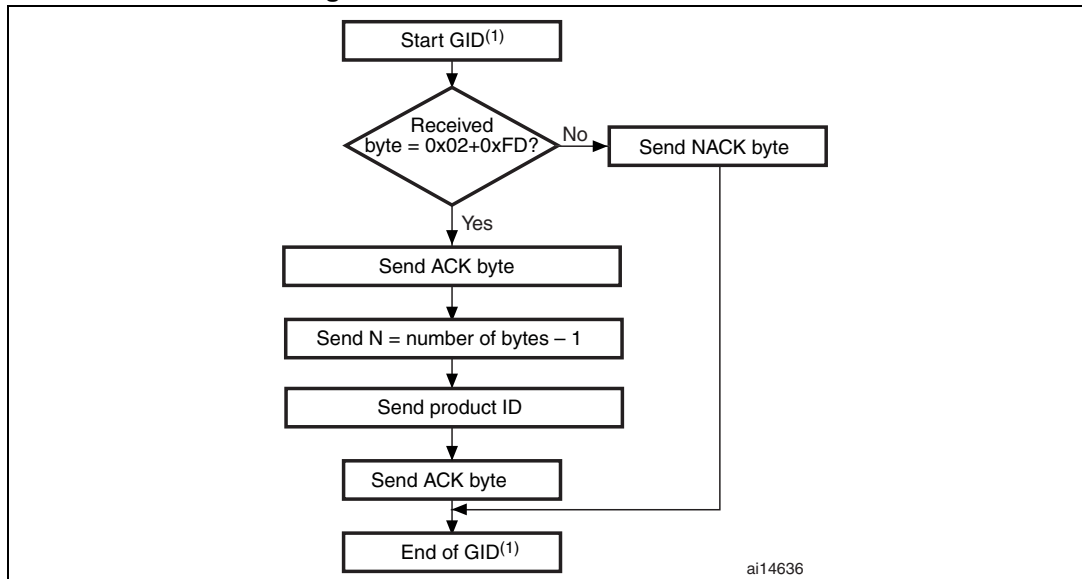 Start GID(1)
Received
byte = 0x02+0xFD?
No
Send NACK byte
Yes
Send ACK byte
Send N = number of bytes – 1
Send product ID
Send ACK byte
End of GID(1)
ai14636